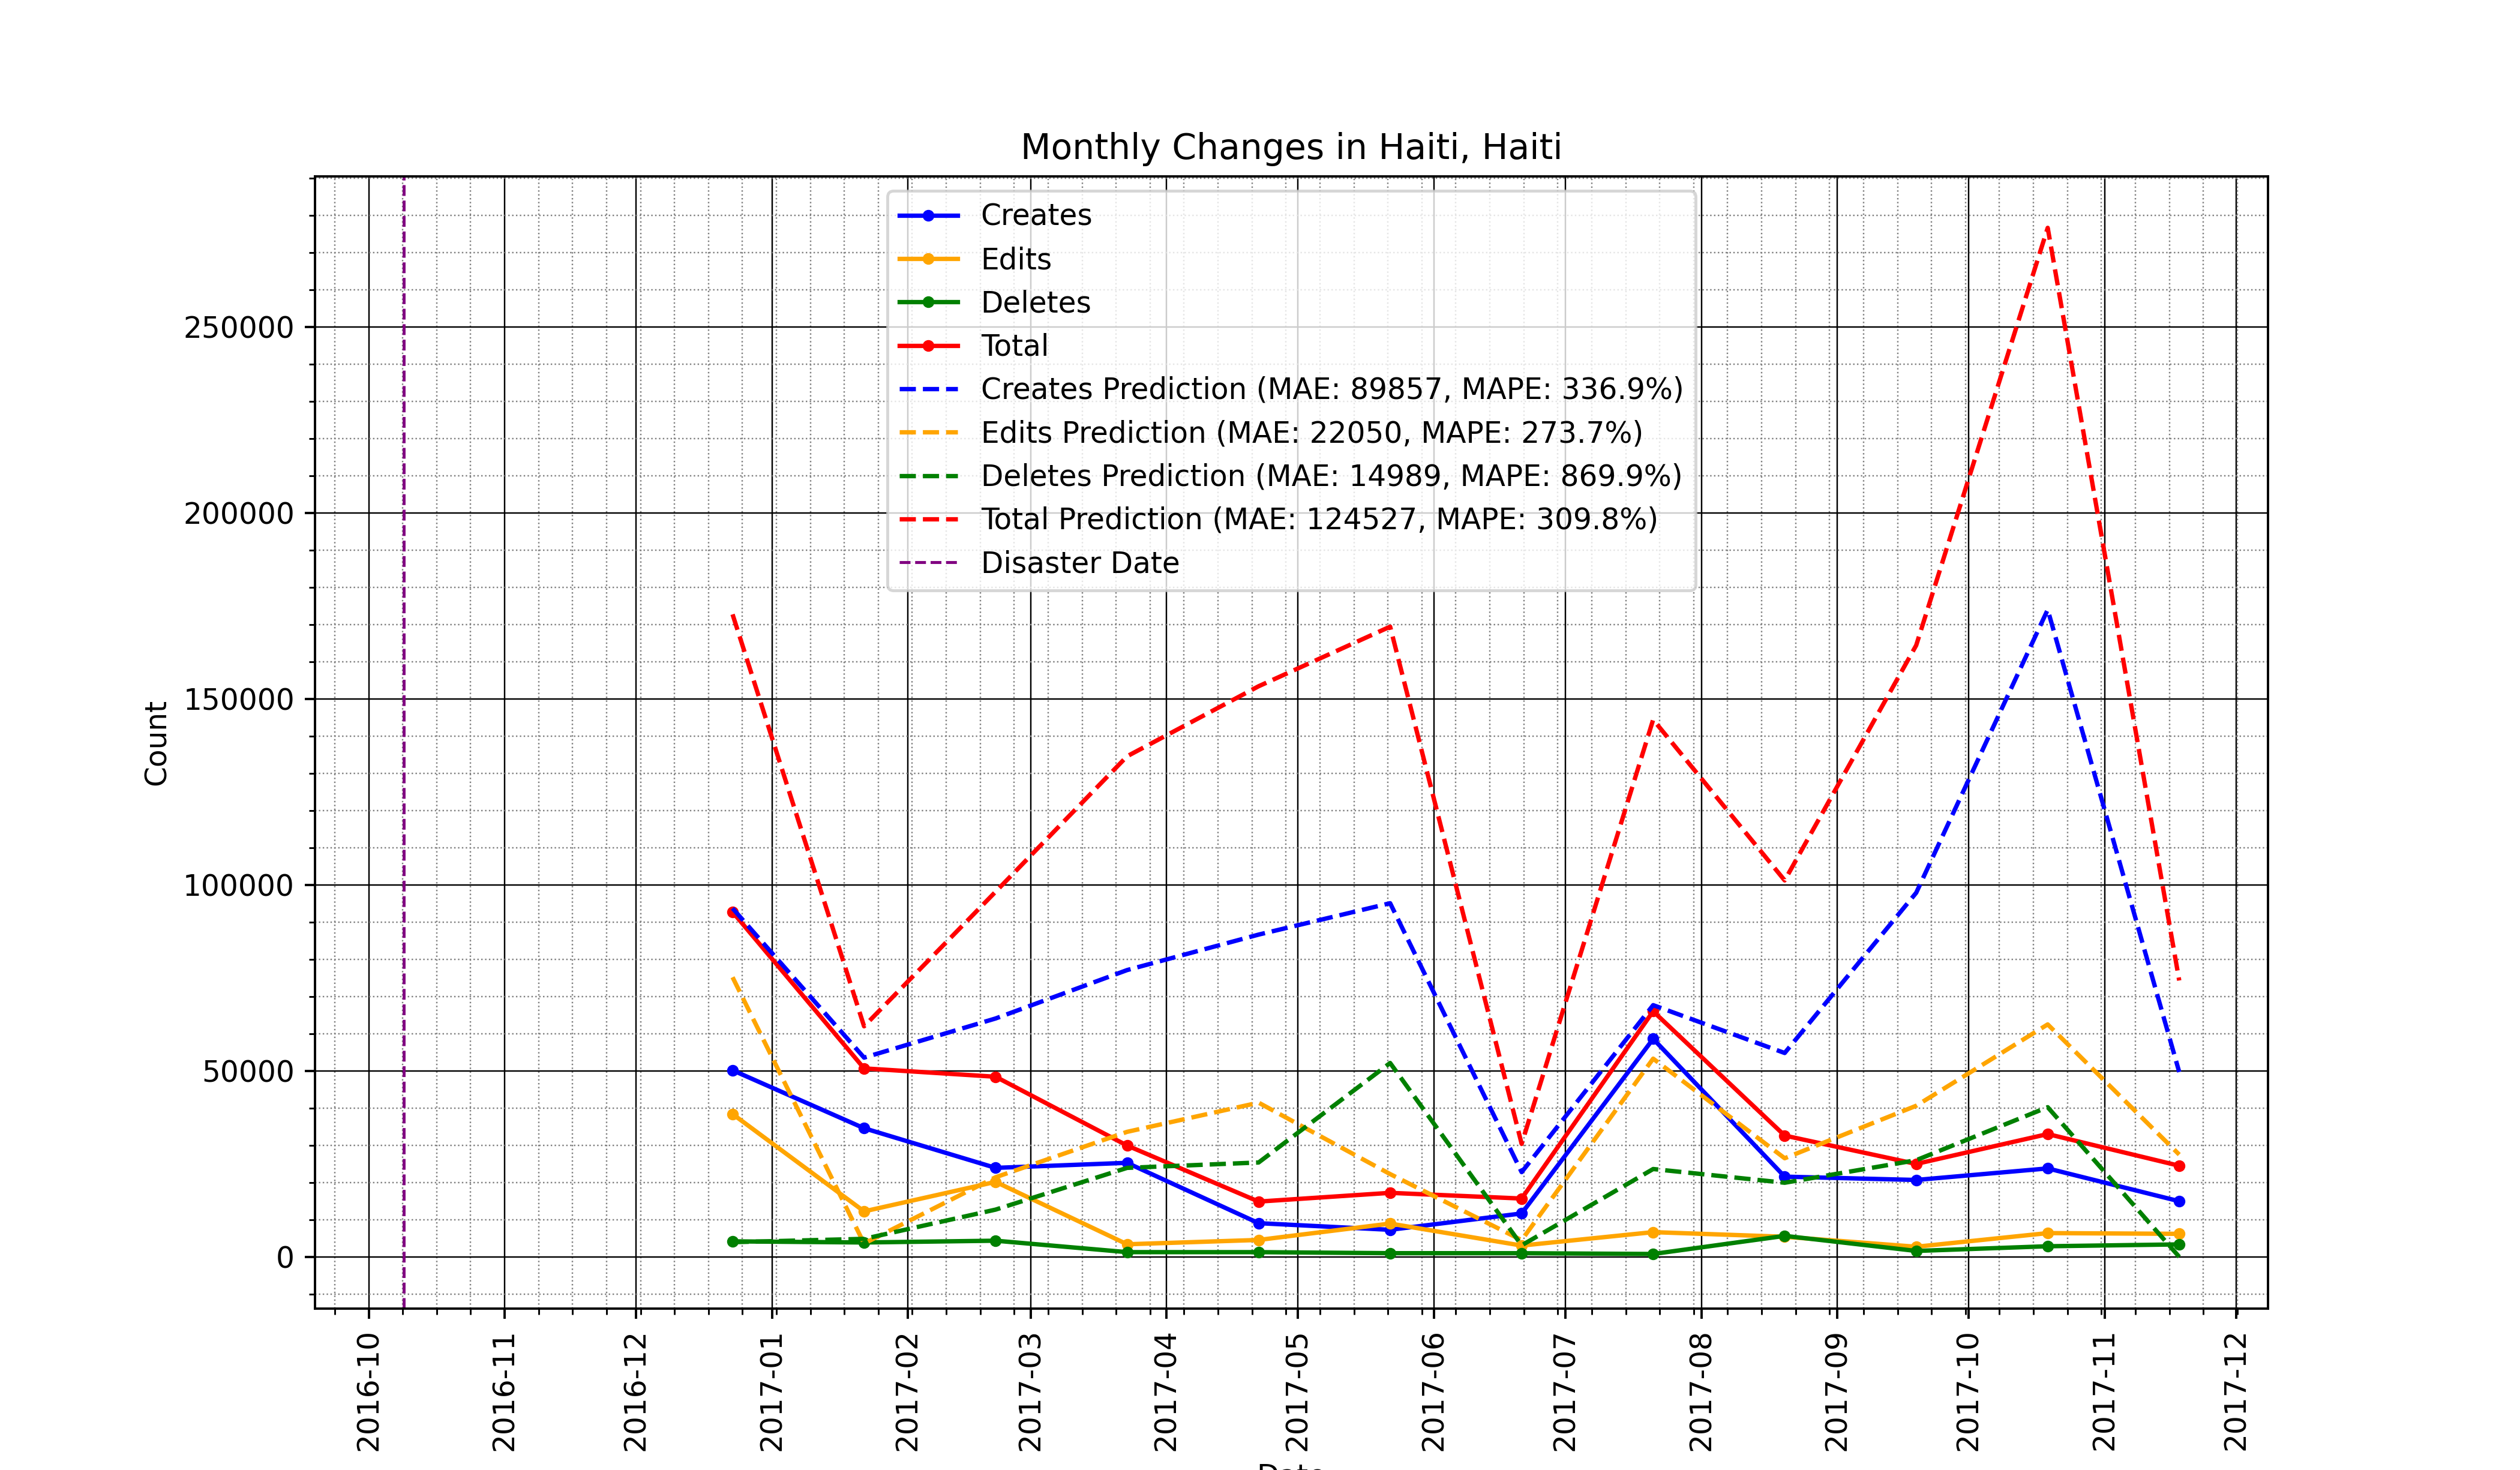 Monthly Changes in Haiti, Haiti
Creates
Edits
Deletes
Total
Creates Prediction (MAE: 89857, MAPE: 336.9%)
Edits Prediction (MAE: 22050, MAPE: 273.7%)
Deletes Prediction (MAE: 14989, MAPE: 869.9%)
Total Prediction (MAE: 124527, MAPE: 309.8%)
Disaster Date
Count
250000
200000
150000
100000
50000
0
2016-10
2016-11
2016-12
2017-01
2017-02
2017-03
2017-04
2017-05
2017-06
2017-07
2017-08
2017-09
2017-10
2017-11
2017-12
Date